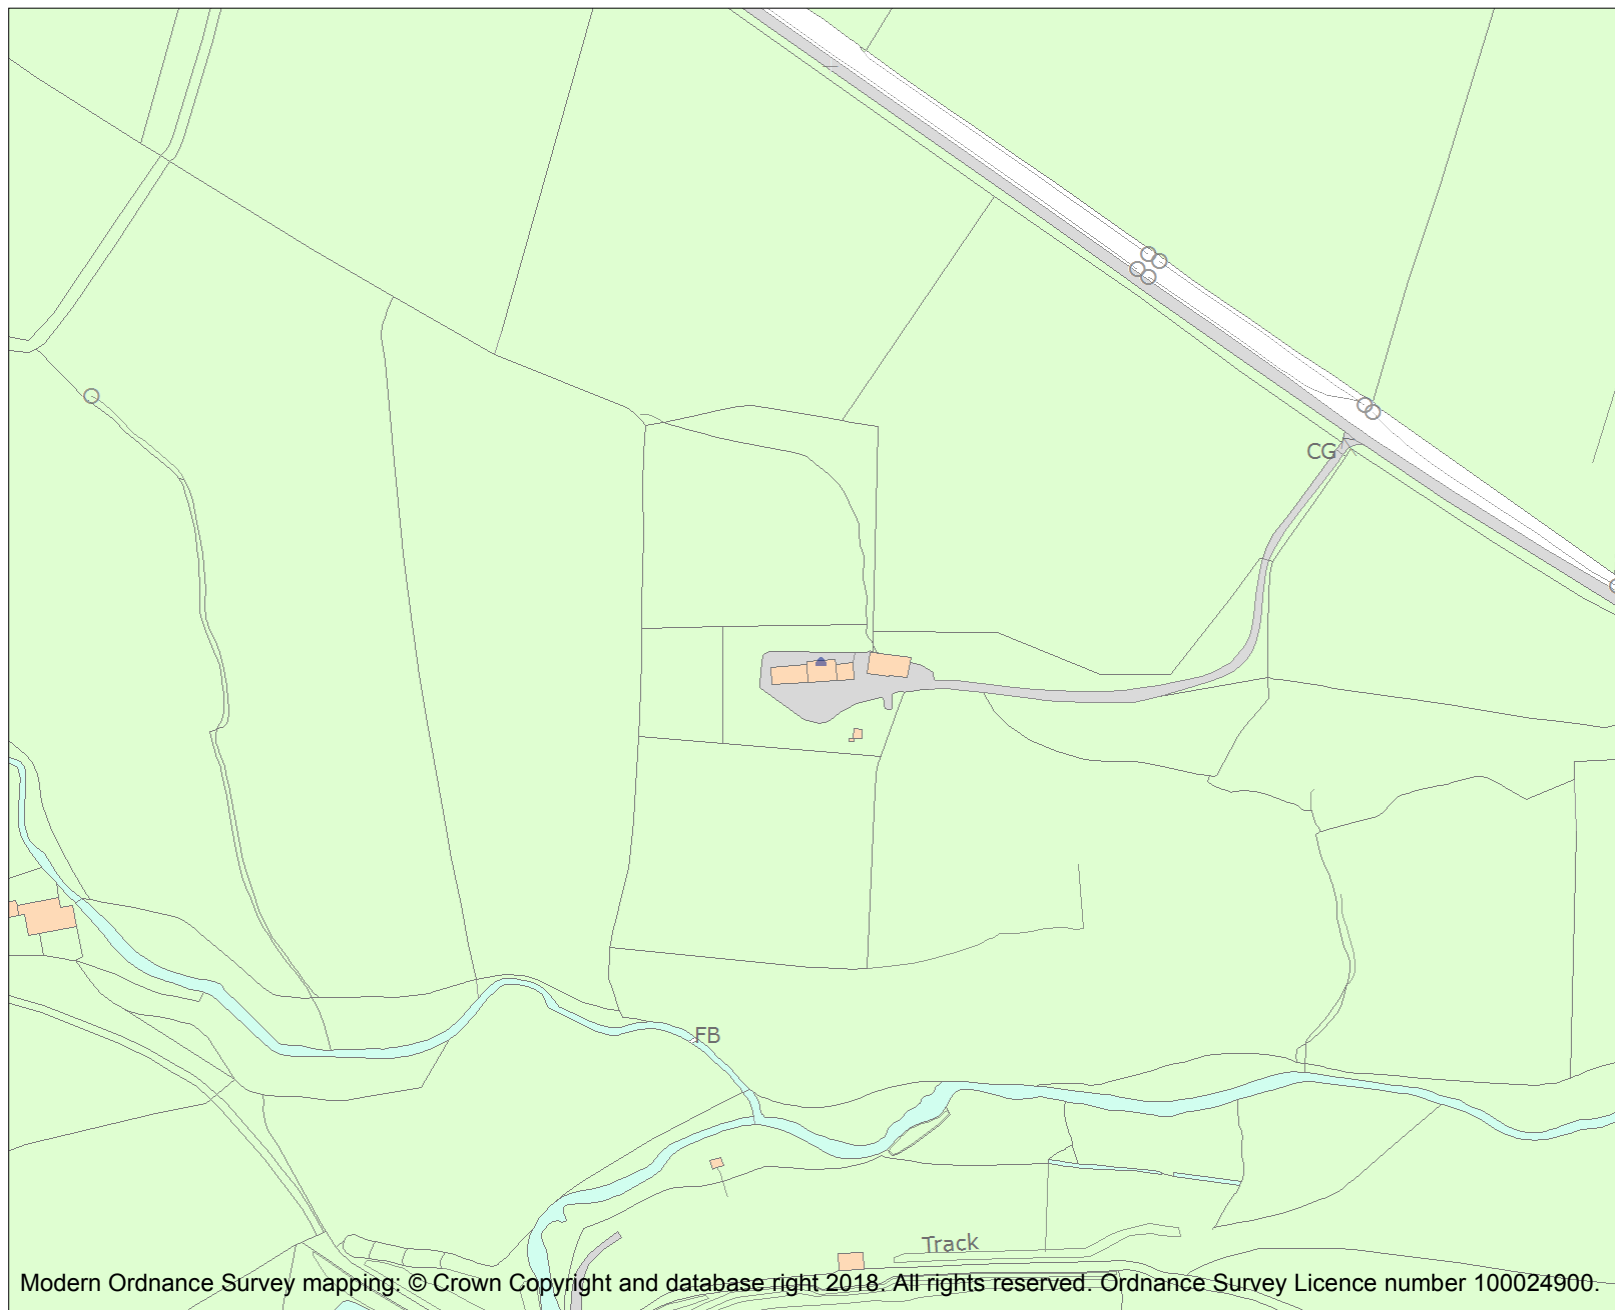 CG
FB
Track
Modern Ordnance Survey mapping: © Crown Copyright and database right 2018. All rights reserved. Ordnance Survey Licence number 100024900.